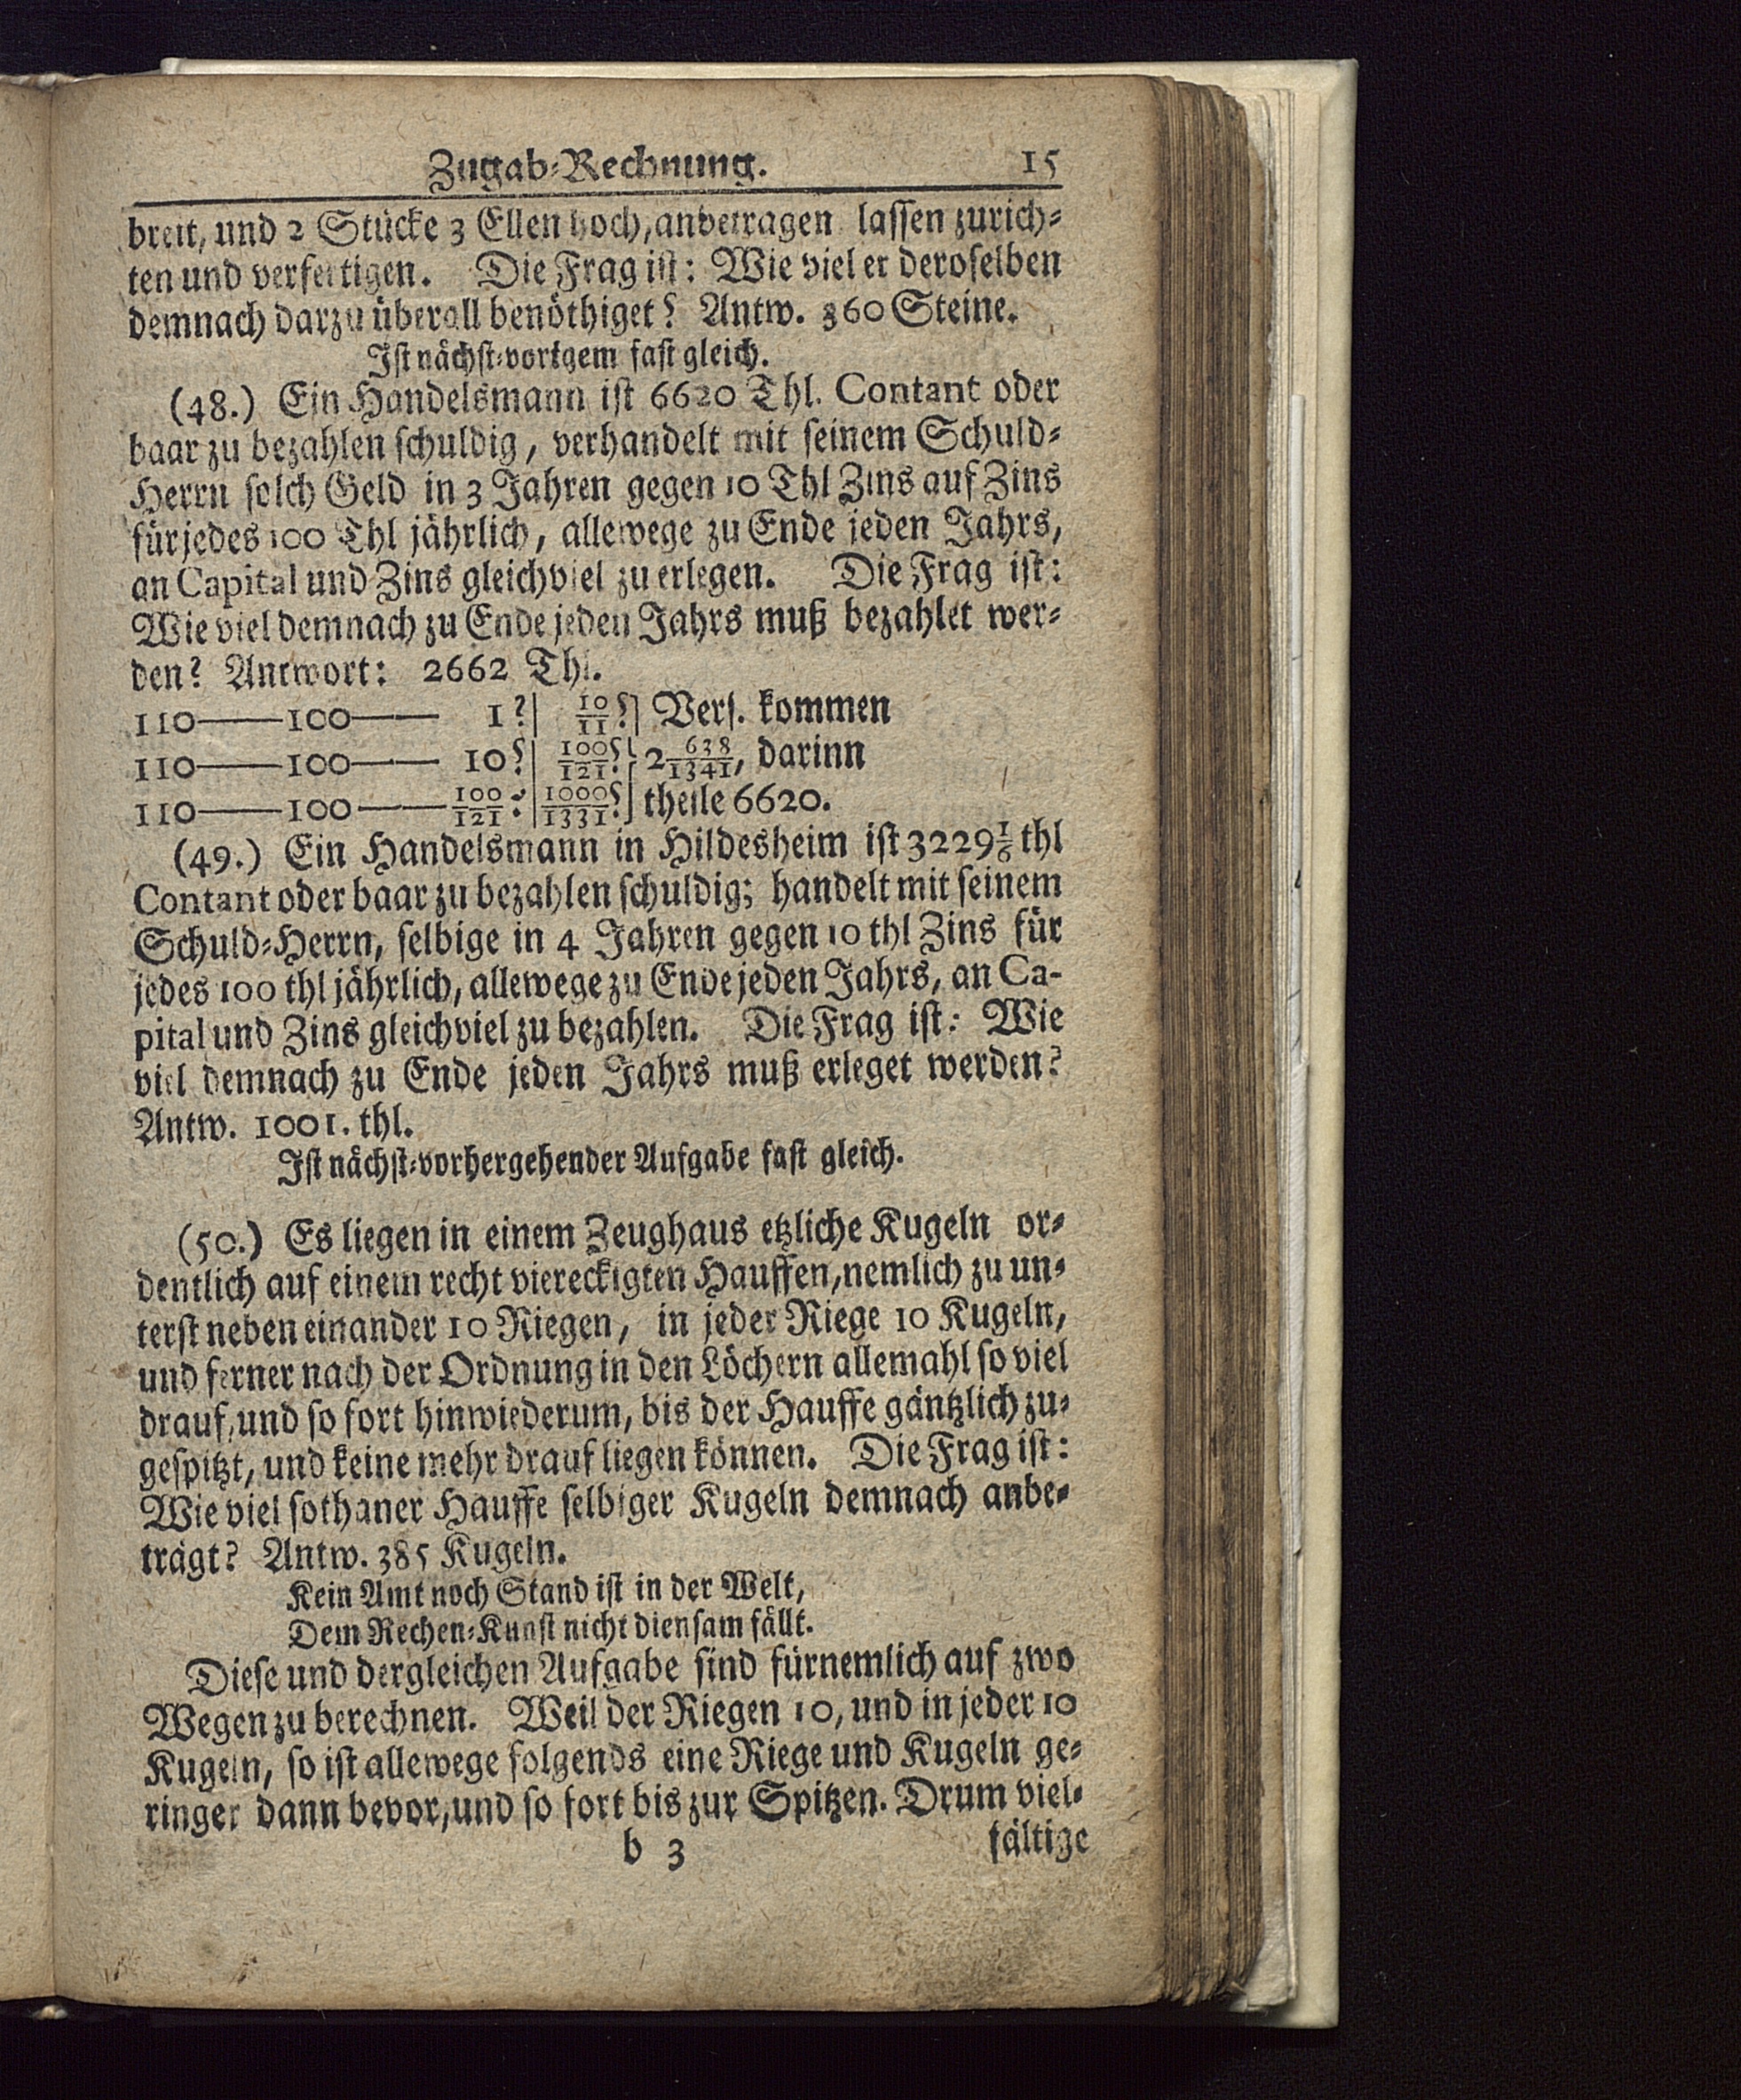 Zugab-Rechnung. 15
breit, und 2 Stücke 3 Ellen hoch, anbetragen lassen zurich-
ten und verfertigen. Die Frag ist: Wie viel er deroselben
demnach darzu überall benöthiget? Antw. 360 Steine.
Ist nächst-vorigem fast gleich.
(48.) Ein Handelsmann ist 6620 Thl. Contant oder
baar zu bezahlen schuldig, verhandelt mit seinem Schuld-
Herrn solch Geld in 3 Jahren gegen 10 Thl Zins auf Zins
für jedes 100 Thl jährlich, allewege zu Ende jeden Jahrs,
an Capital und Zins gleichviel zu erlegen. Die Frag ist:
Wie viel demnach zu Ende jeden Jahrs muß bezahlet wer-
den? Antwort: 2662 Thl.
110——100—— 1?| 10/11?] Vers. kommen
110——100—— 10?| 100/121? 2 638/1341, darinn
110——100——100/121?|1000/1331?] theile 6620.
(49.) Ein Handelsmann in Hildesheim ist 3229 1/6 thl
Contant oder baar zu bezahlen schuldig; handelt mit seinem
Schuld-Herrn, selbige in 4 Jahren gegen 10 thl Zins für
jedes 100 thl jährlich, allewege zu Ende jeden Jahrs, an Ca-
pital und Zins gleichviel zu bezahlen. Die Frag ist: Wie
viel demnach zu Ende jeden Jahrs muß erleget werden?
Antw. 1001. thl.
Ist nächst-vorhergehender Aufgabe fast gleich.
(50.) Es liegen in einem Zeughaus etzliche Kugeln or-
dentlich auf einem recht viereckigten Hauffen, nemlich zu un-
terst neben einander 10 Riegen, in jeder Riege 10 Kugeln,
und ferner nach der Ordnung in den Löchern allemahl so viel
drauf, und so fort hinwiederum, bis der Hauffe gäntzlich zu-
gespitzt, und keine mehr drauf liegen können. Die Frag ist:
Wie viel sothaner Hauffe selbiger Kugeln demnach anbe-
trägt? Antw. 385 Kugeln.
Kein Amt noch Stand ist in der Welt,
Dem Rechen-Kunst nicht diensam fällt.
Diese und dergleichen Aufgabe sind fürnemlich auf zwo
Wegen zu berechnen. Weil der Riegen 10, und in jeder 10
Kugeln, so ist allewege folgends eine Riege und Kugeln ge-
ringer dann bevor, und so fort bis zur Spitzen. Drum viel-
b 3 fältige